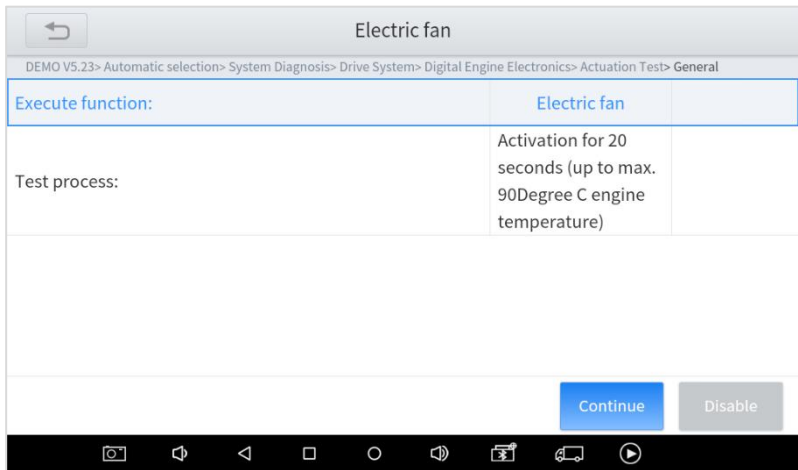 Electric fan
DEMO V5.23> Automatic selection> System Diagnosis> Drive System> Digital Engine Electronics> Actuation Test> General
Execute function:
Electric fan
Test process:
Activation for 20
seconds (up to max.
90Degree C engine
temperature)
Continue
Disable